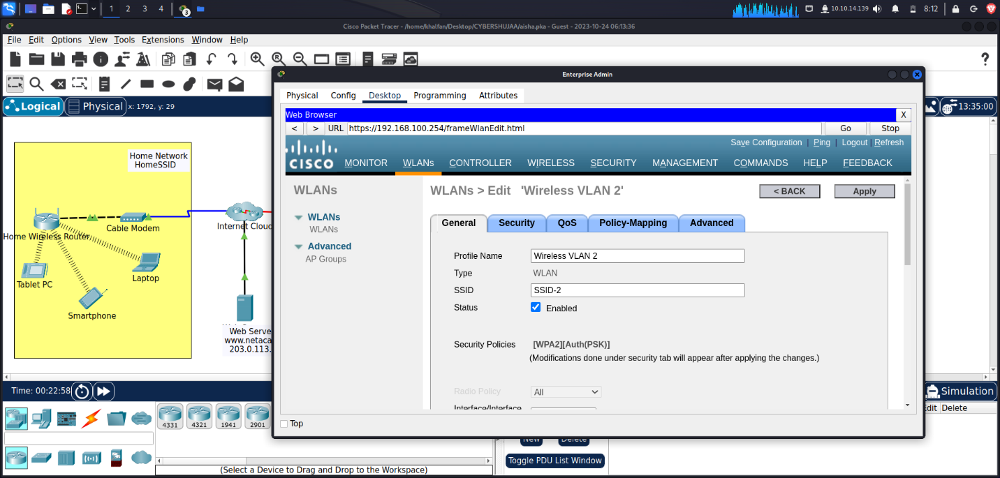 1 2 3 4 3 10.10.14.139 8:12
Cisco Packet Tracer - /home/khalfan/Desktop/CYBERSHUJAA/aisha.pka - Guest - 2023-10-24 06:13:36
File Edit Options View Tools Extensions Window Help
Logical Physical x: 1792, y: 29
13:35:00
Home Network
HomeSSID
Cable Modem
Internet Cloud
Home Wireless Router
Tablet PC
Laptop
Smartphone
Web Serve
www.netaca
203.0.113.
Enterprise Admin
Physical Config Desktop Programming Attributes
Web Browser X
< > URL https://192.168.100.254/frameWlanEdit.html Go Stop
Save Configuration | Ping | Logout | Refresh
CISCO MONITOR WLANs CONTROLLER WIRELESS SECURITY MANAGEMENT COMMANDS HELP FEEDBACK
WLANs
WLANs
WLANs
Advanced
AP Groups
WLANs > Edit 'Wireless VLAN 2' < BACK Apply
General Security QoS Policy-Mapping Advanced
Profile Name Wireless VLAN 2
Type WLAN
SSID SSID-2
Status Enabled
Security Policies [WPA2][Auth(PSK)]
(Modifications done under security tab will appear after applying the changes.)
Radio Policy All
Interface/Interface
Top
Time: 00:22:58
Simulation
4331 4321 1941 2901
(Select a Device to Drag and Drop to the Workspace)
New Delete
Toggle PDU List Window
Edit Delete